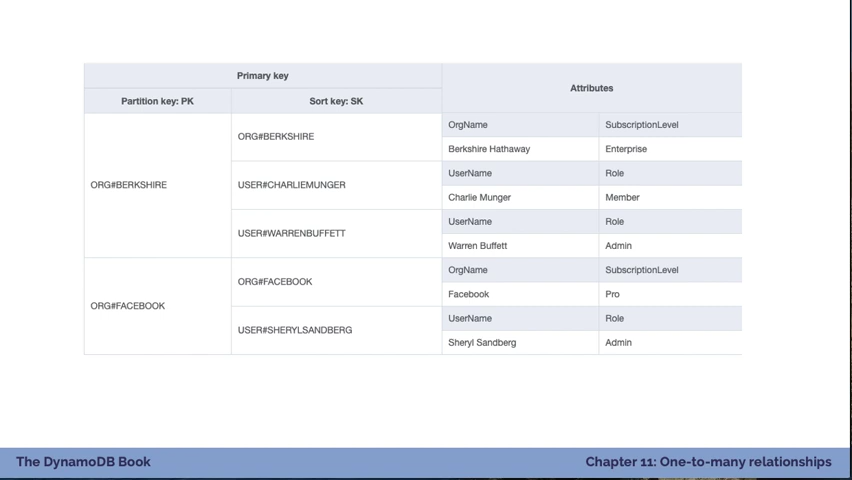 Primary key
Attributes
Partition key: PK Sort key: SK
OrgName SubscriptionLevel
ORG#BERKSHIRE
Berkshire Hathaway Enterprise
UserName Role
ORG#BERKSHIRE USER#CHARLIEMUNGER
Charlie Munger Member
UserName Role
USER#WARRENBUFFETT
Warren Buffett Admin
OrgName SubscriptionLevel
ORG#FACEBOOK
Facebook Pro
ORG#FACEBOOK
UserName Role
USER#SHERYLSANDBERG
Sheryl Sandberg Admin
The DynamoDB Book Chapter 11: One-to-many relationships